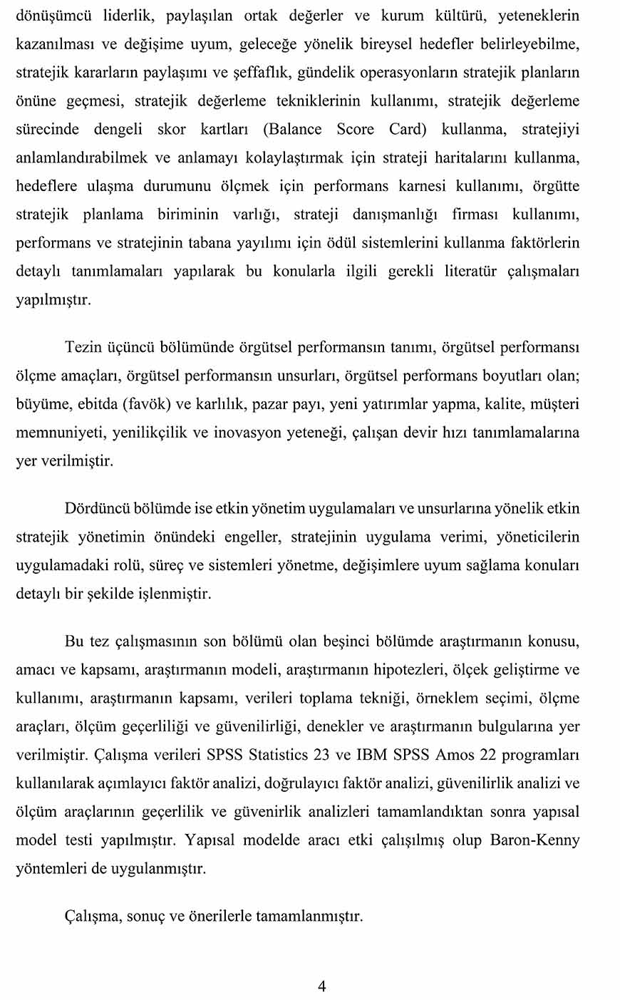 dönüşümcü liderlik, paylaşılan ortak değerler ve kurum kültürü, yeteneklerin
kazanılması ve değişime uyum, geleceğe yönelik bireysel hedefler belirleyebilme,
stratejik kararların paylaşımı ve şeffaflık, gündelik operasyonların stratejik planların
önüne geçmesi, stratejik değerleme tekniklerinin kullanımı, stratejik değerleme
sürecinde dengeli skor kartları (Balance Score Card) kullanma, stratejiyi
anlamlandırabilmek ve anlamayı kolaylaştırmak için strateji haritalarını kullanma,
hedeflere ulaşma durumunu ölçmek için performans karnesi kullanımı, örgütte
stratejik planlama biriminin varlığı, strateji danışmanlığı firması kullanımı,
performans ve stratejinin tabana yayılımı için ödül sistemlerini kullanma faktörlerin
detaylı tanımlamaları yapılarak bu konularla ilgili gerekli literatür çalışmaları
yapılmıştır.
Tezin üçüncü bölümünde örgütsel performansın tanımı, örgütsel performansı
ölçme amaçları, örgütsel performansın unsurları, örgütsel performans boyutları olan;
büyüme, ebitda (favök) ve karlılık, pazar payı, yeni yatırımlar yapma, kalite, müşteri
memnuniyeti, yenilikçilik ve inovasyon yeteneği, çalışan devir hızı tanımlamalarına
yer verilmiştir.
Dördüncü bölümde ise etkin yönetim uygulamaları ve unsurlarına yönelik etkin
stratejik yönetimin önündeki engeller, stratejinin uygulama verimi, yöneticilerin
uygulamadaki rolü, süreç ve sistemleri yönetme, değişimlere uyum sağlama konuları
detaylı bir şekilde işlenmiştir.
Bu tez çalışmasının son bölümü olan beşinci bölümde araştırmanın konusu,
amacı ve kapsamı, araştırmanın modeli, araştırmanın hipotezleri, ölçek geliştirme ve
kullanımı, araştırmanın kapsamı, verileri toplama tekniği, örneklem seçimi, ölçme
araçları, ölçüm geçerliliği ve güvenilirliği, denekler ve araştırmanın bulgularına yer
verilmiştir. Çalışma verileri SPSS Statistics 23 ve IBM SPSS Amos 22 programları
kullanılarak açımlayıcı faktör analizi, doğrulayıcı faktör analizi, güvenilirlik analizi ve
ölçüm araçlarının geçerlilik ve güvenirlik analizleri tamamlandıktan sonra yapısal
model testi yapılmıştır. Yapısal modelde aracı etki çalışılmış olup Baron-Kenny
yöntemleri de uygulanmıştır.
Çalışma, sonuç ve önerilerle tamamlanmıştır.
4